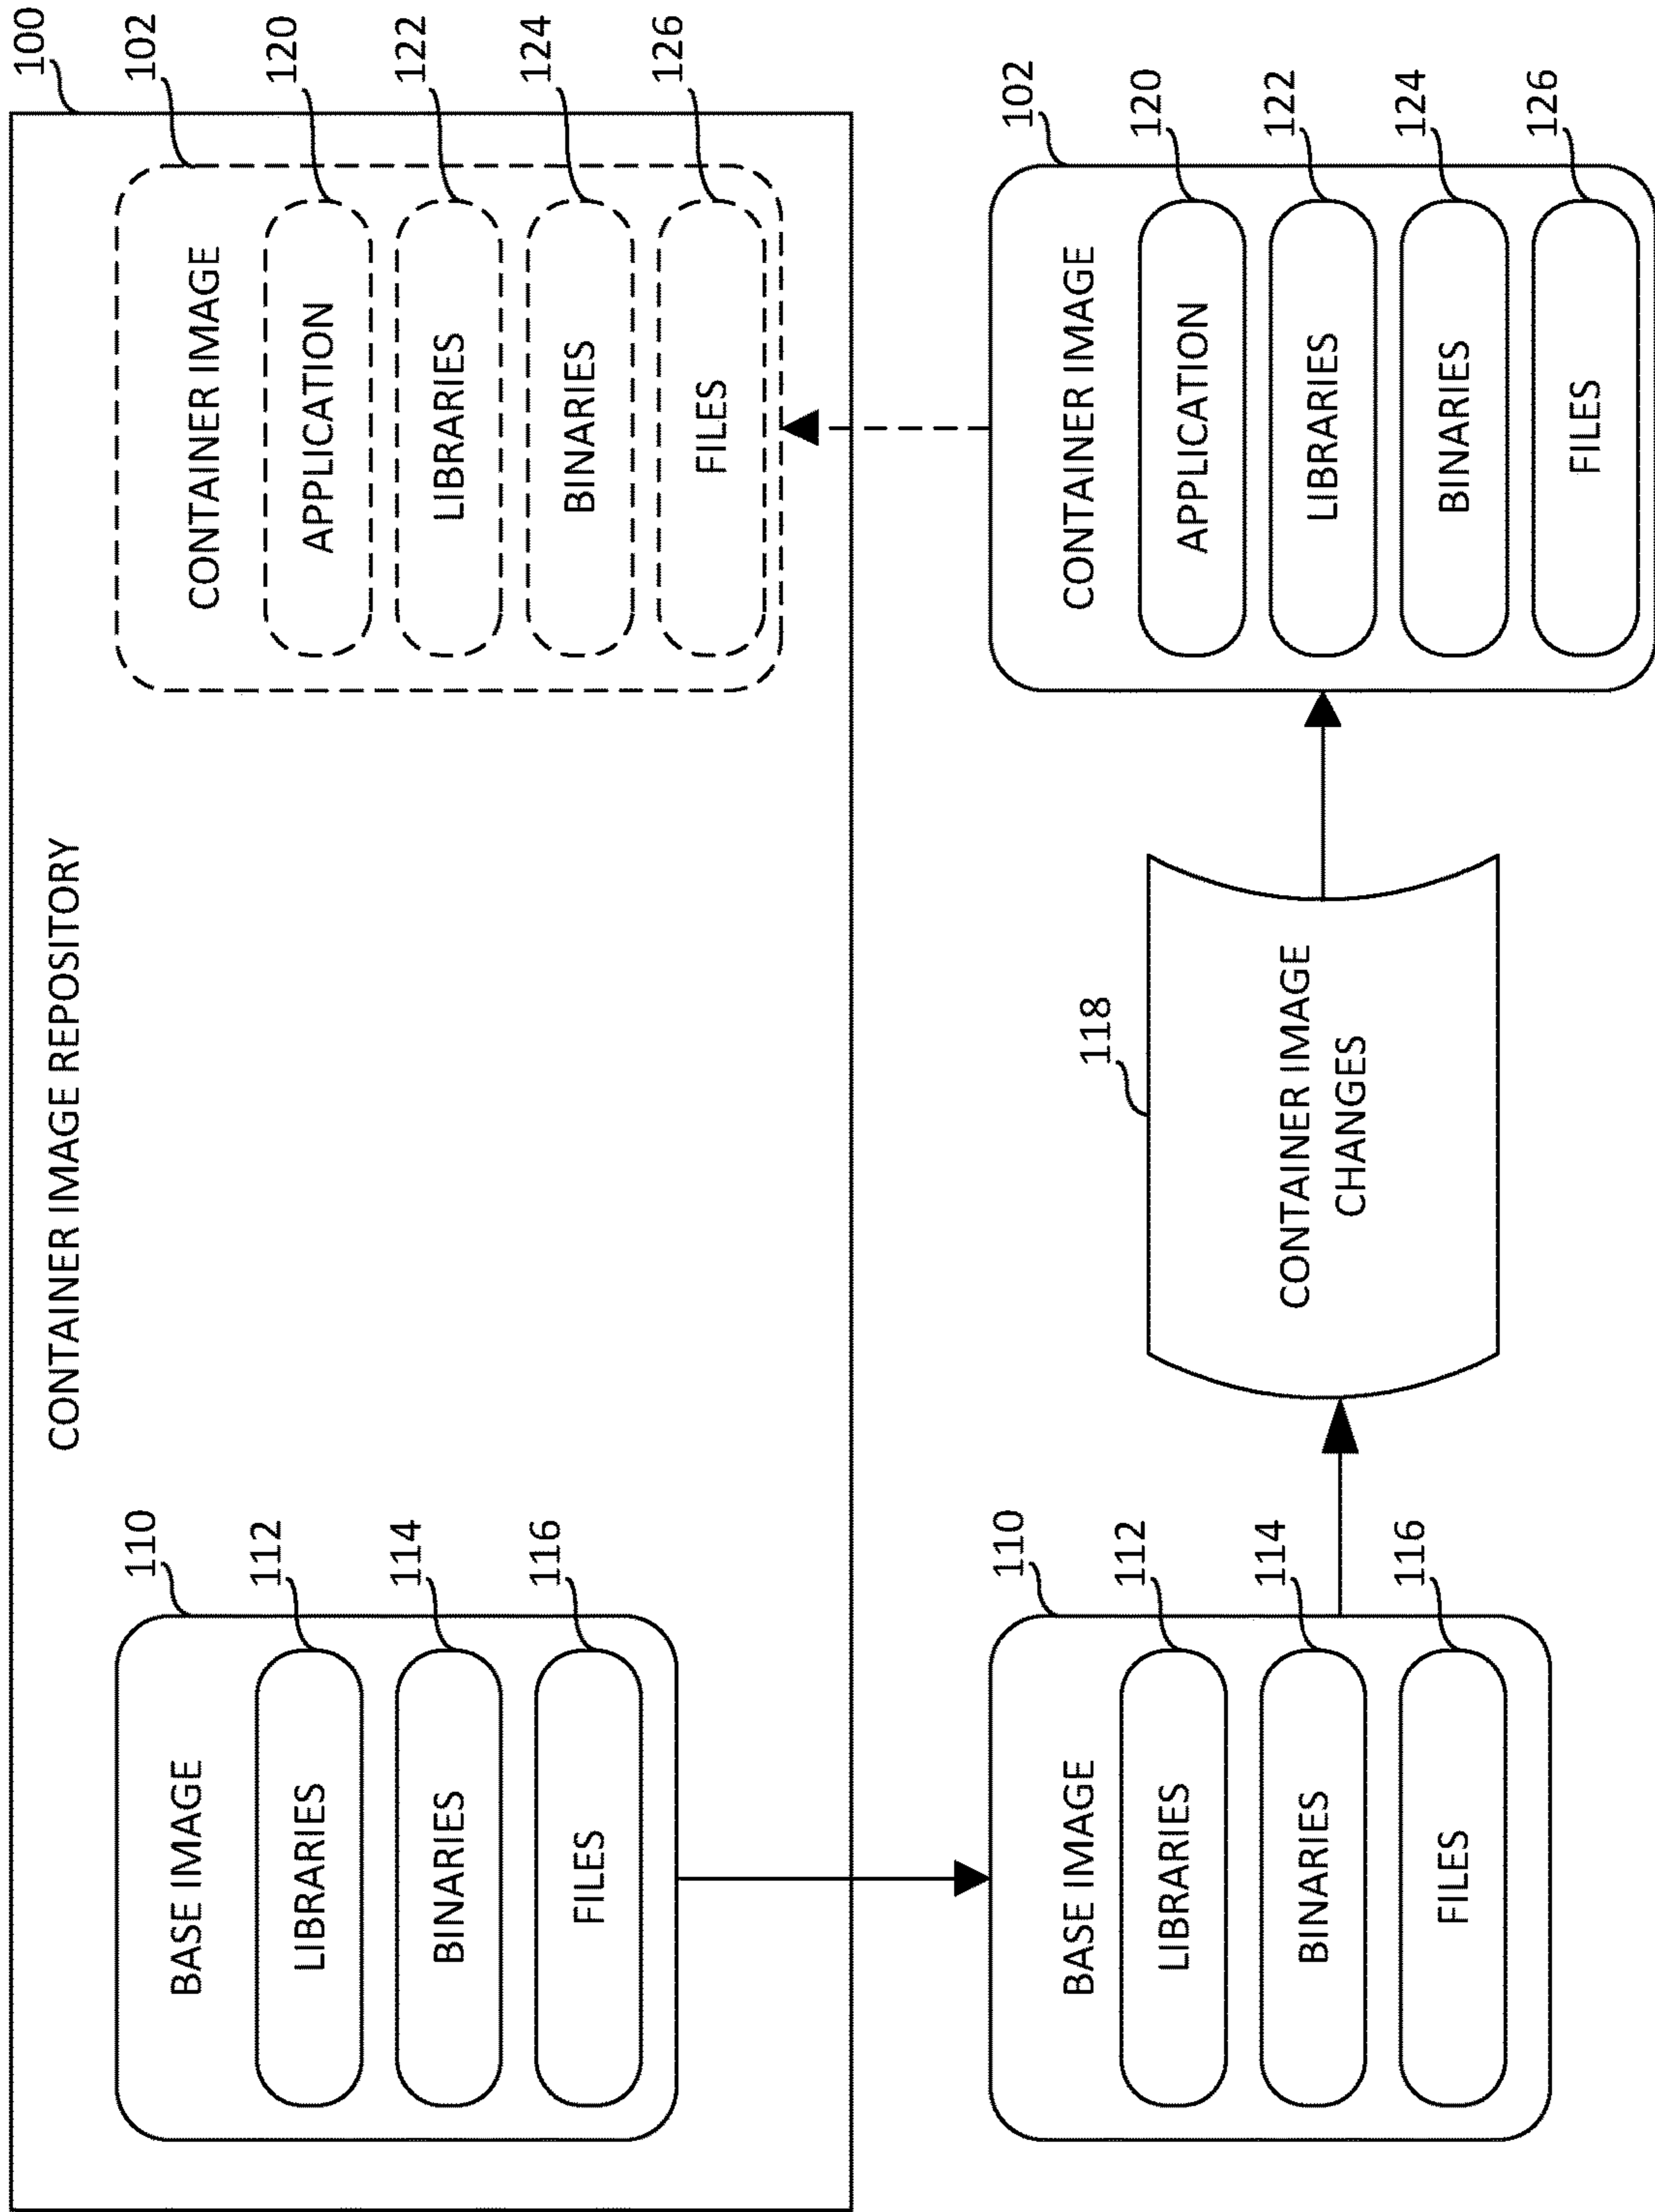 CONTAINER IMAGE REPOSITORY
100
BASE IMAGE
110
LIBRARIES
112
BINARIES
114
FILES
116
CONTAINER IMAGE
102
APPLICATION
120
LIBRARIES
122
BINARIES
124
FILES
126
BASE IMAGE
110
LIBRARIES
112
BINARIES
114
FILES
116
118
CONTAINER IMAGE
CHANGES
CONTAINER IMAGE
102
APPLICATION
120
LIBRARIES
122
BINARIES
124
FILES
126